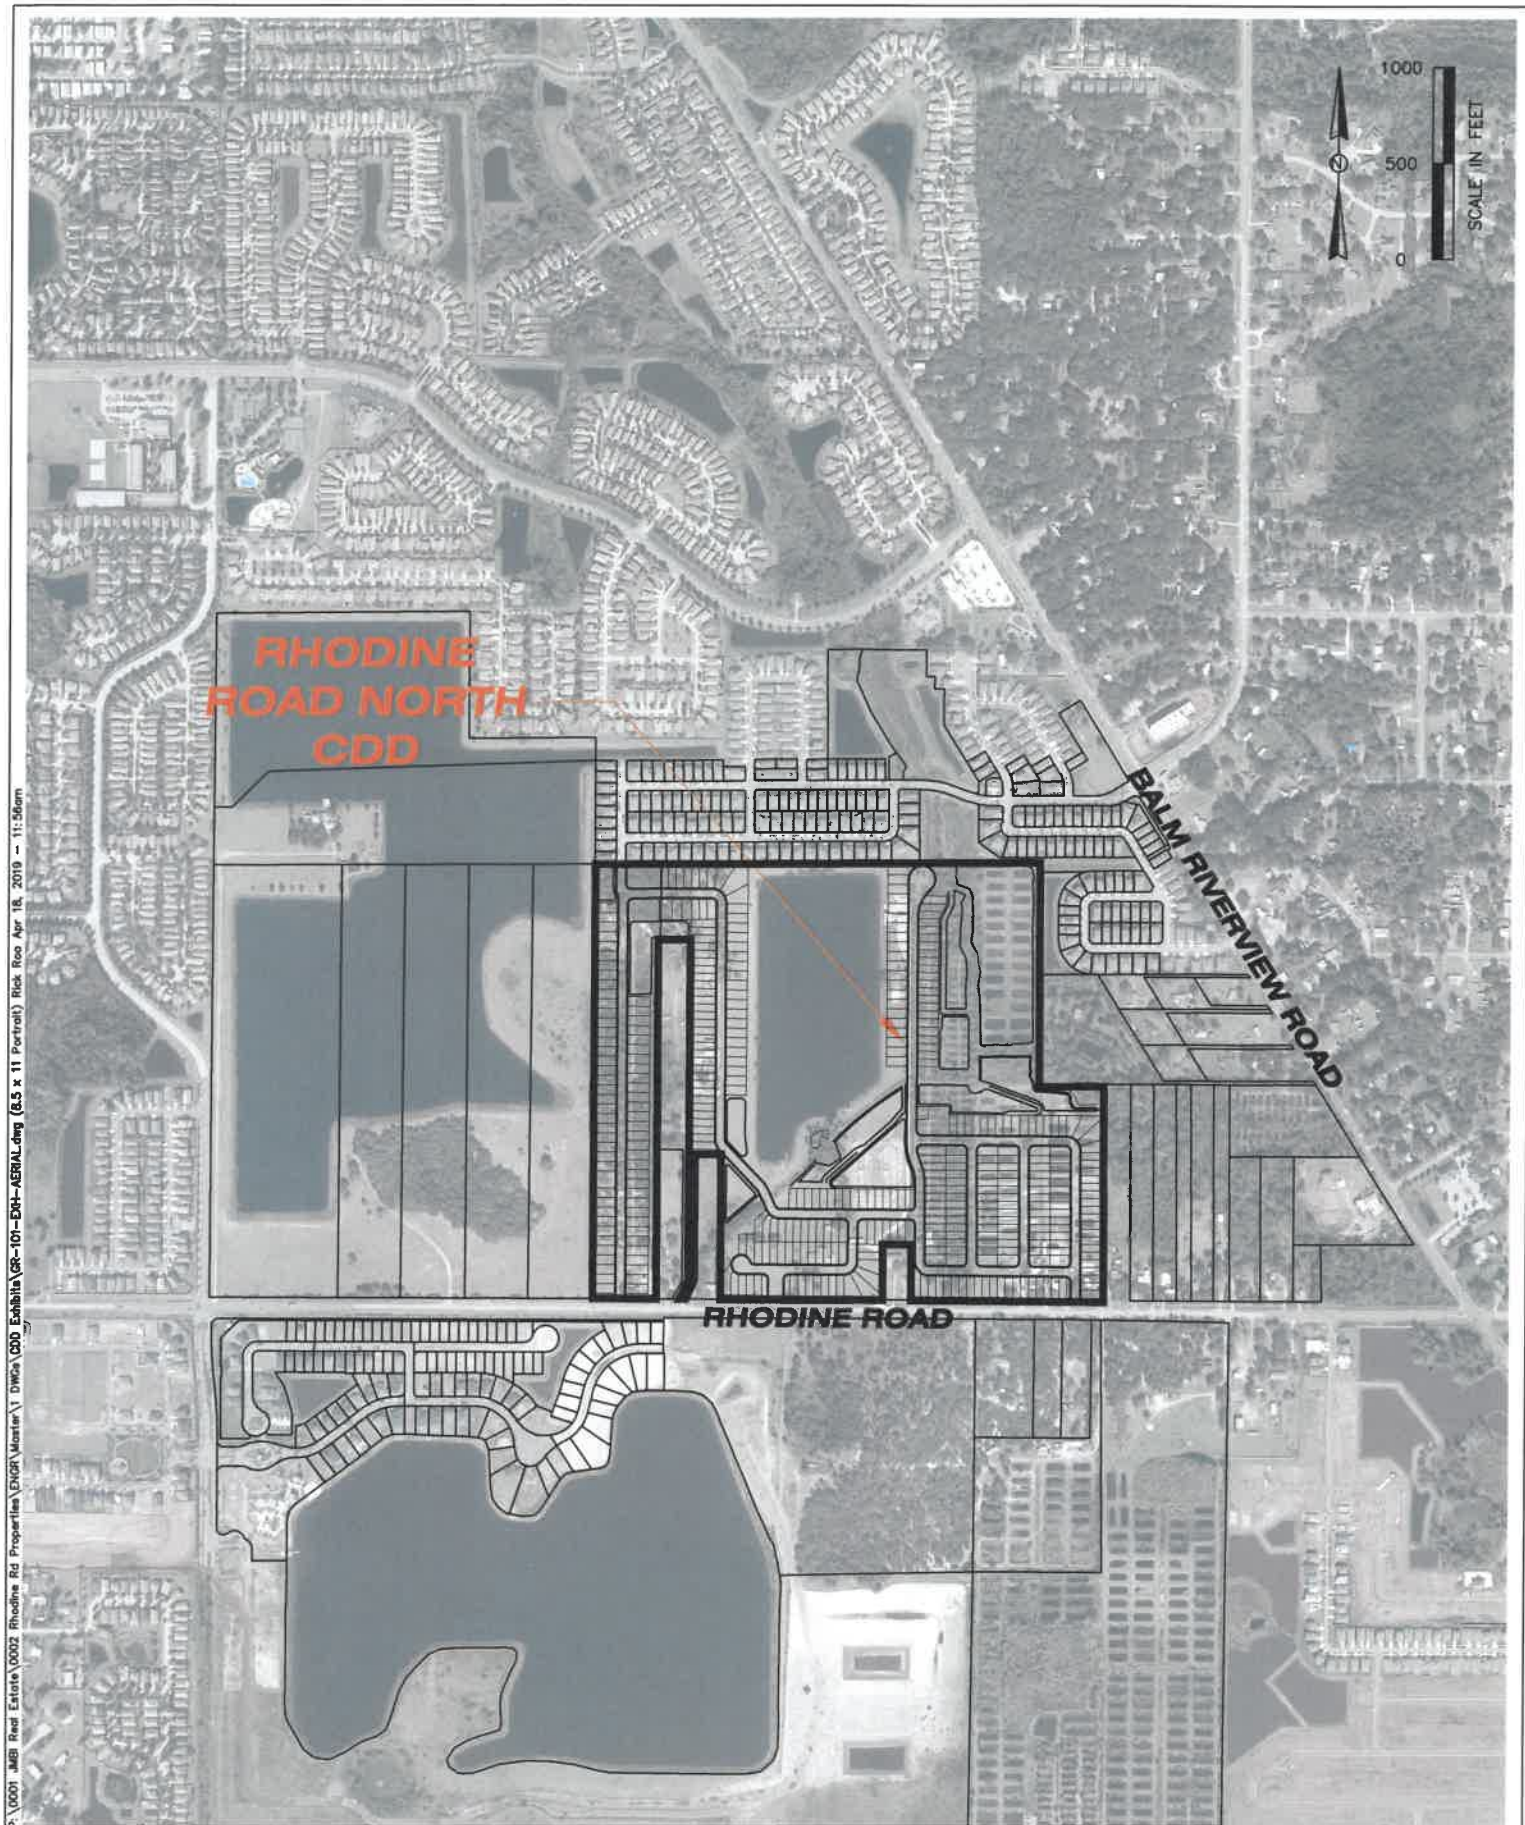 1000
500
0
SCALE IN FEET
RHODINE
ROAD NORTH
CDD
BALM RIVERVIEW ROAD
RHODINE ROAD
P:\0001 JMBI Real Estate\0002 Rhodine Rd Properties\ENGR\Master\1 DWGs\CDD Exhibits\GR-101-EXH-AERIAL.dwg (8.5 x 11 Portrait) Rick Roo Apr 18, 2019 - 11:56am